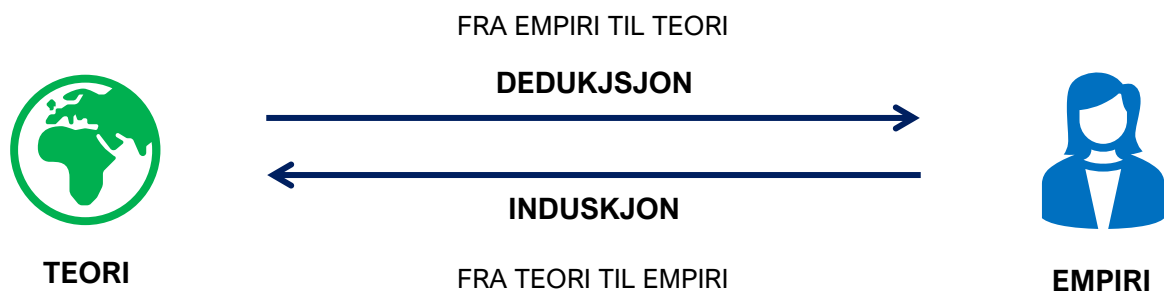 FRA EMPIRI TIL TEORI
DEDUKJSJON
INDUSKJON
TEORI
FRA TEORI TIL EMPIRI
EMPIRI